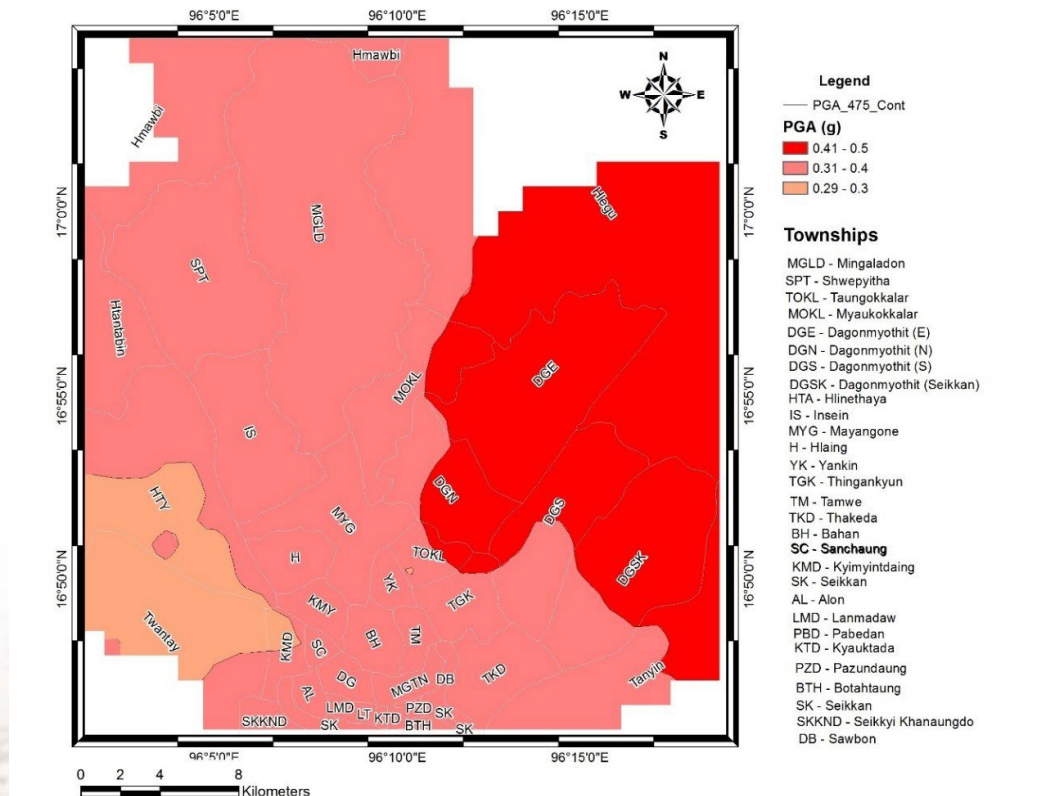 96°5'0"E 96°10'0"E 96°15'0"E
Hmawbi
N
W E
S
Hmawbi
Hlegu
17°0'0"N
17°0'0"N
MGLD
SPT
Htantabin
MOKL
DGE
16°55'0"N
16°55'0"N
IS
DGN
HTY
MYG
DGS
H
TOKL
YK
DGSK
16°50'0"N
16°50'0"N
KMY
TGK
Twantay
KMD
SC
BH
TM
DG
MGTN
DB
TKD
Tanyin
AL
LMD
LT
KTD
PZD
SK
SKKND
SK
BTH
SK
96°5'0"E 96°10'0"E 96°15'0"E
0 2 4 8
Kilometers
Legend
PGA_475_Cont
PGA (g)
0.41 - 0.5
0.31 - 0.4
0.29 - 0.3
Townships
MGLD - Mingaladon
SPT - Shwepyitha
TOKL - Taungokkalar
MOKL - Myaukokkalar
DGE - Dagonmyothit (E)
DGN - Dagonmyothit (N)
DGS - Dagonmyothit (S)
DGSK - Dagonmyothit (Seikkan)
HTA - Hlinethaya
IS - Insein
MYG - Mayangone
H - Hlaing
YK - Yankin
TGK - Thingankyun
TM - Tamwe
TKD - Thakeda
BH - Bahan
SC - Sanchaung
KMD - Kyimyintdaing
SK - Seikkan
AL - Alon
LMD - Lanmadaw
PBD - Pabedan
KTD - Kyauktada
PZD - Pazundaung
BTH - Botahtaung
SK - Seikkan
SKKND - Seikkyi Khanaungdo
DB - Sawbon